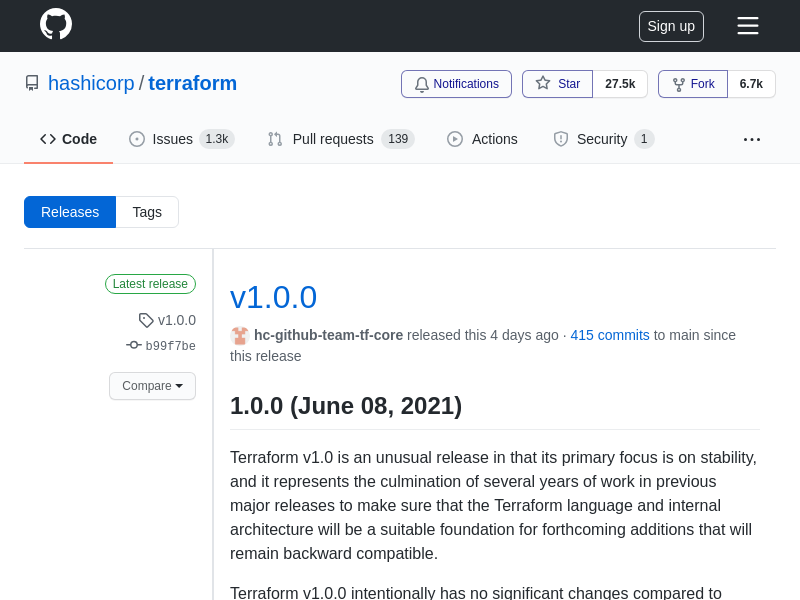 Sign up
hashicorp / terraform
Notifications
Star 27.5k
Fork 6.7k
Code
Issues 1.3k
Pull requests 139
Actions
Security 1
Releases
Tags
Latest release
v1.0.0
b99f7be
Compare
v1.0.0
hc-github-team-tf-core released this 4 days ago · 415 commits to main since
this release
1.0.0 (June 08, 2021)
Terraform v1.0 is an unusual release in that its primary focus is on stability,
and it represents the culmination of several years of work in previous
major releases to make sure that the Terraform language and internal
architecture will be a suitable foundation for forthcoming additions that will
remain backward compatible.
Terraform v1.0.0 intentionally has no significant changes compared to